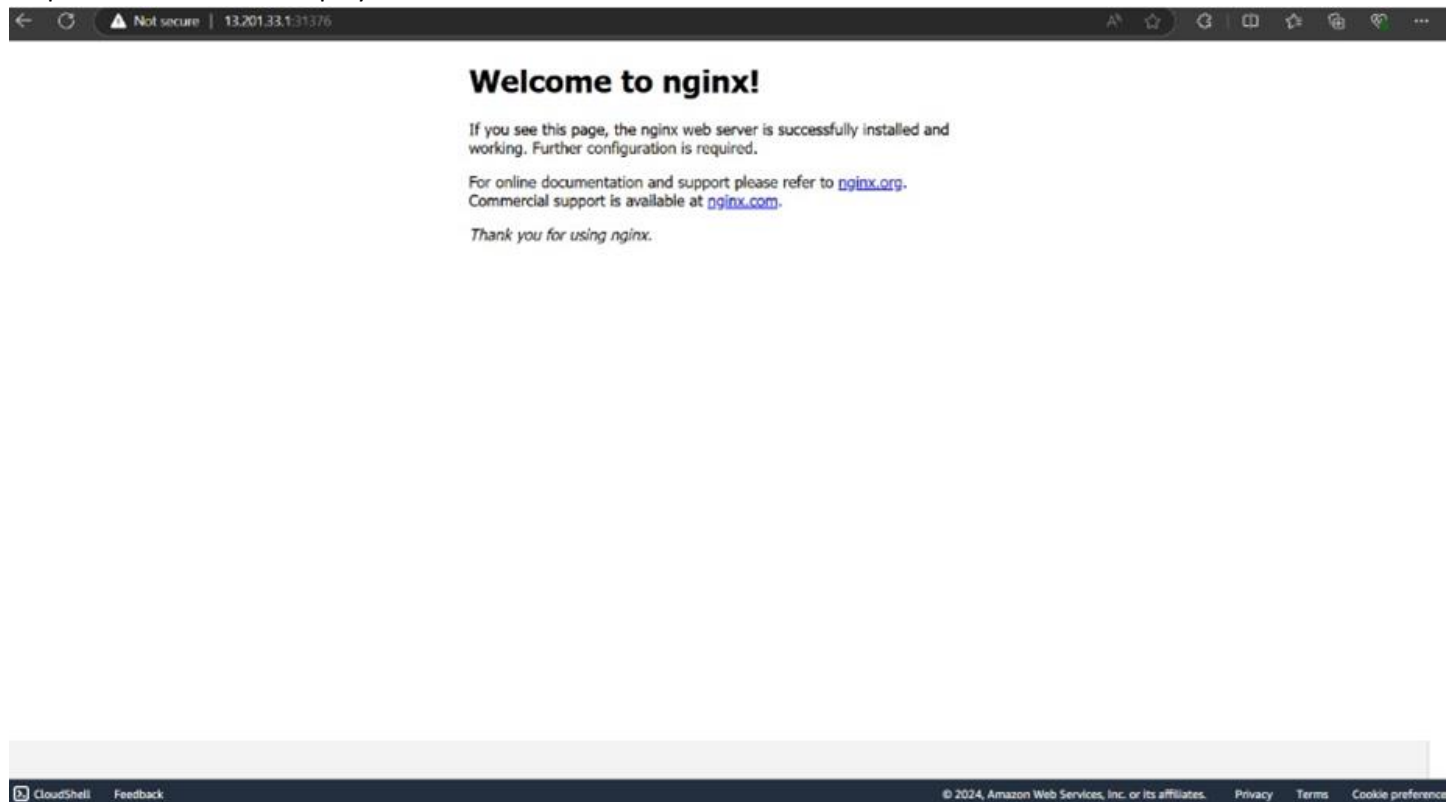 Not secure | 13.201.33.1:31376
Welcome to nginx!
If you see this page, the nginx web server is successfully installed and
working. Further configuration is required.
For online documentation and support please refer to nginx.org.
Commercial support is available at nginx.com.
Thank you for using nginx.
CloudShell Feedback © 2024, Amazon Web Services, Inc. or its affiliates. Privacy Terms Cookie preference